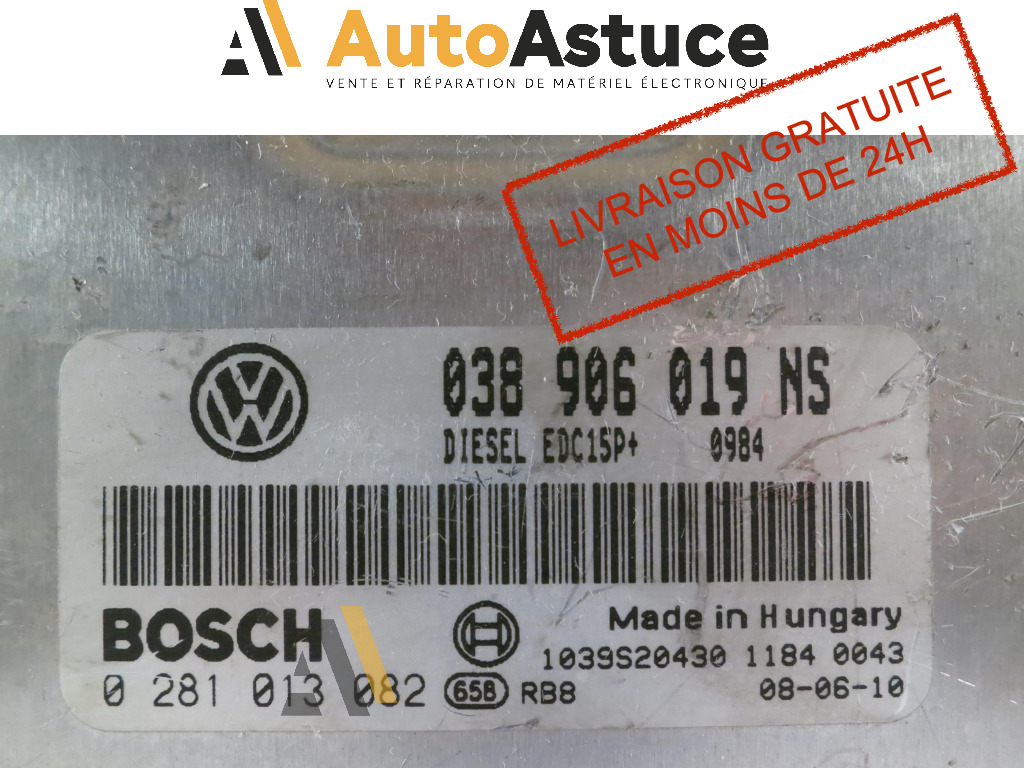 AutoAstuce
VENTE ET RÉPARATION DE MATÉRIEL ÉLECTRONIQUE
LIVRAISON GRATUITE
EN MOINS DE 24H
038 906 019 NS
DIESEL EDC15P+ 0984
BOSCH
Made in Hungary
1039S20430 1184 0043
0 281 013 082 658 RB8 08-06-10